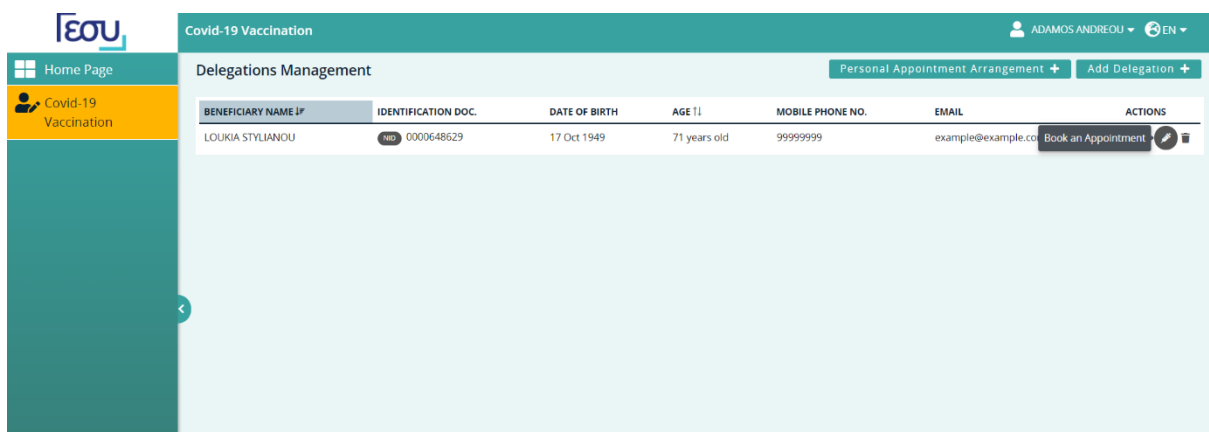 ΓΕΣΥ
Covid-19 Vaccination
ADAMOS ANDREOU
EN
Home Page
Covid-19
Vaccination
Delegations Management
Personal Appointment Arrangement +
Add Delegation +
BENEFICIARY NAME IDENTIFICATION DOC. DATE OF BIRTH AGE MOBILE PHONE NO. EMAIL ACTIONS
LOUKIA STYLIANOU NID 0000648629 17 Oct 1949 71 years old 99999999 example@example.co Book an Appointment